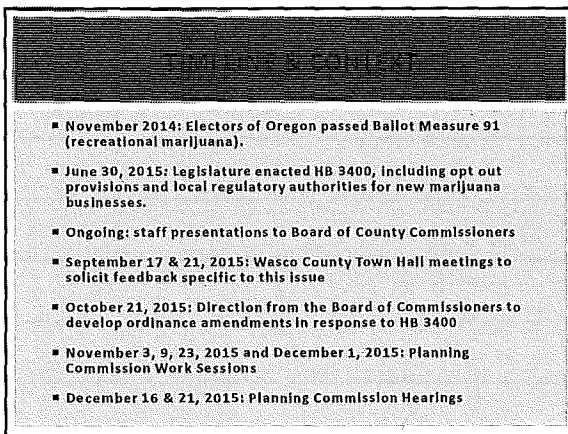 TIMELINE & CONTEXT
▪ November 2014: Electors of Oregon passed Ballot Measure 91
(recreational marijuana).
▪ June 30, 2015: Legislature enacted HB 3400, including opt out
provisions and local regulatory authorities for new marijuana
businesses.
▪ Ongoing: staff presentations to Board of County Commissioners
▪ September 17 & 21, 2015: Wasco County Town Hall meetings to
solicit feedback specific to this issue
▪ October 21, 2015: Direction from the Board of Commissioners to
develop ordinance amendments in response to HB 3400
▪ November 3, 9, 23, 2015 and December 1, 2015: Planning
Commission Work Sessions
▪ December 16 & 21, 2015: Planning Commission Hearings